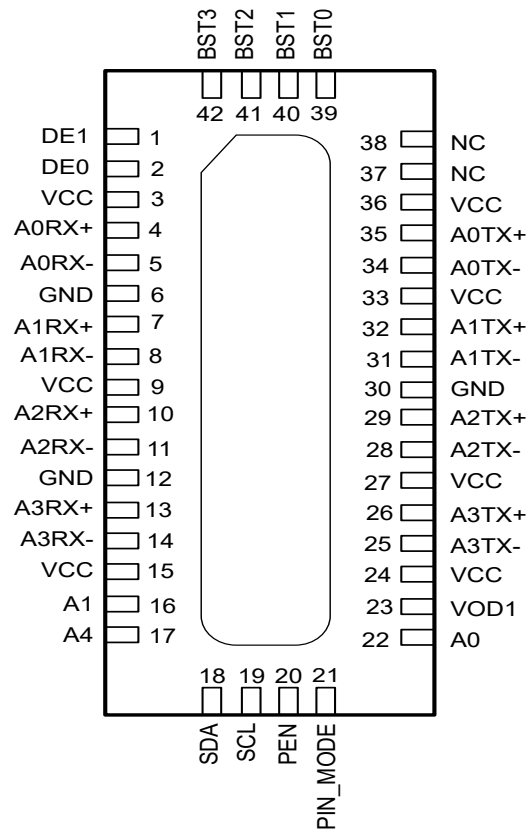 BST3 BST2 BST1 BST0
42 41 40 39
DE1 1
DE0 2
VCC 3
A0RX+ 4
A0RX- 5
GND 6
A1RX+ 7
A1RX- 8
VCC 9
A2RX+ 10
A2RX- 11
GND 12
A3RX+ 13
A3RX- 14
VCC 15
A1 16
A4 17
38 NC
37 NC
36 VCC
35 A0TX+
34 A0TX-
33 VCC
32 A1TX+
31 A1TX-
30 GND
29 A2TX+
28 A2TX-
27 VCC
26 A3TX+
25 A3TX-
24 VCC
23 VOD1
22 A0
18 19 20 21
SDA SCL PEN PIN_MODE